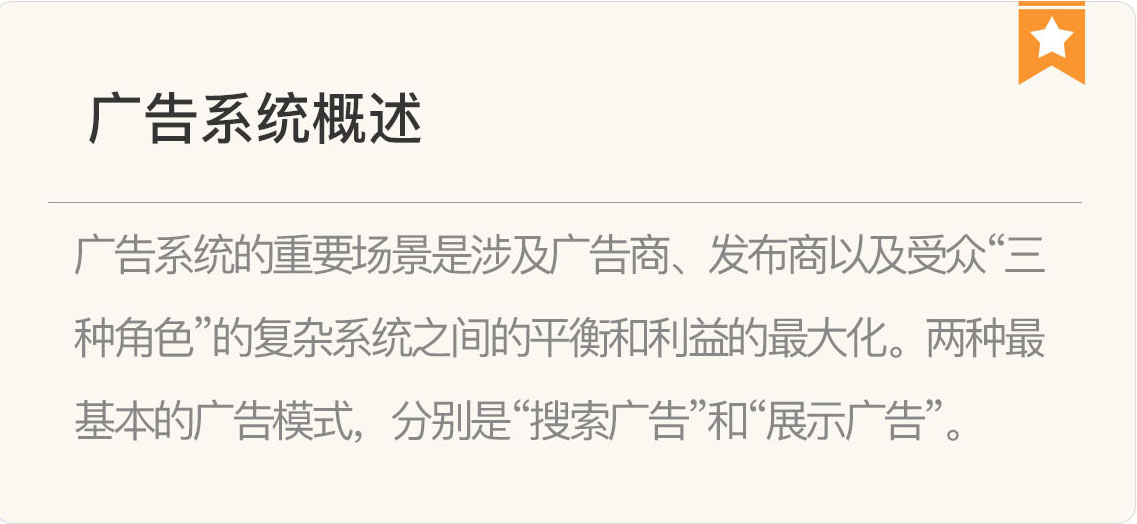 广告系统概述
广告系统的重要场景是涉及广告商、发布商以及受众“三
种角色”的复杂系统之间的平衡和利益的最大化。两种最
基本的广告模式，分别是“搜索广告”和“展示广告”。